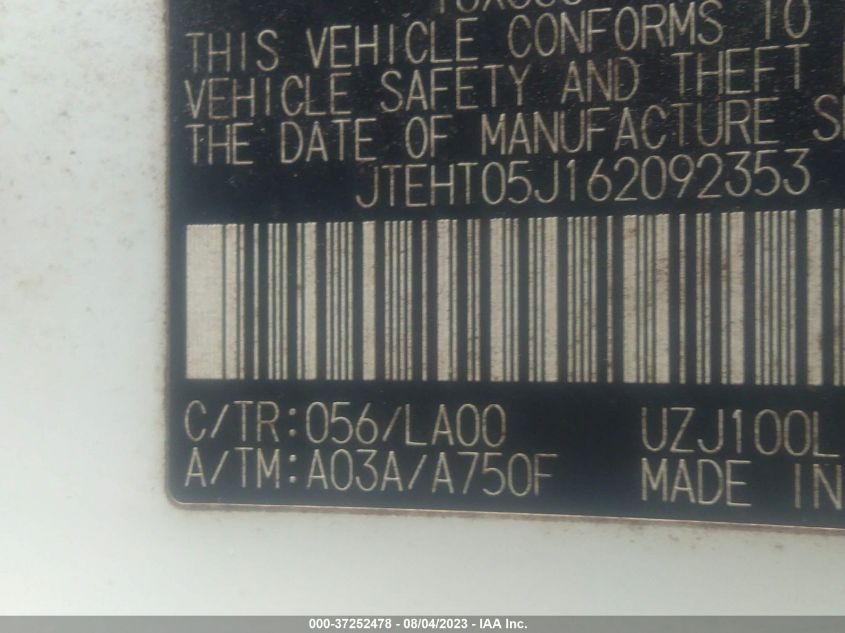 THIS VEHICLE CONFORMS TO
VEHICLE SAFETY AND THEFT
THE DATE OF MANUFACTURE
JTEHT05J162092353
C/TR:056/LA00 UZJ100L
A/TM:A03A/A750F MADE IN
000-37252478 - 08/04/2023 - IAA Inc.